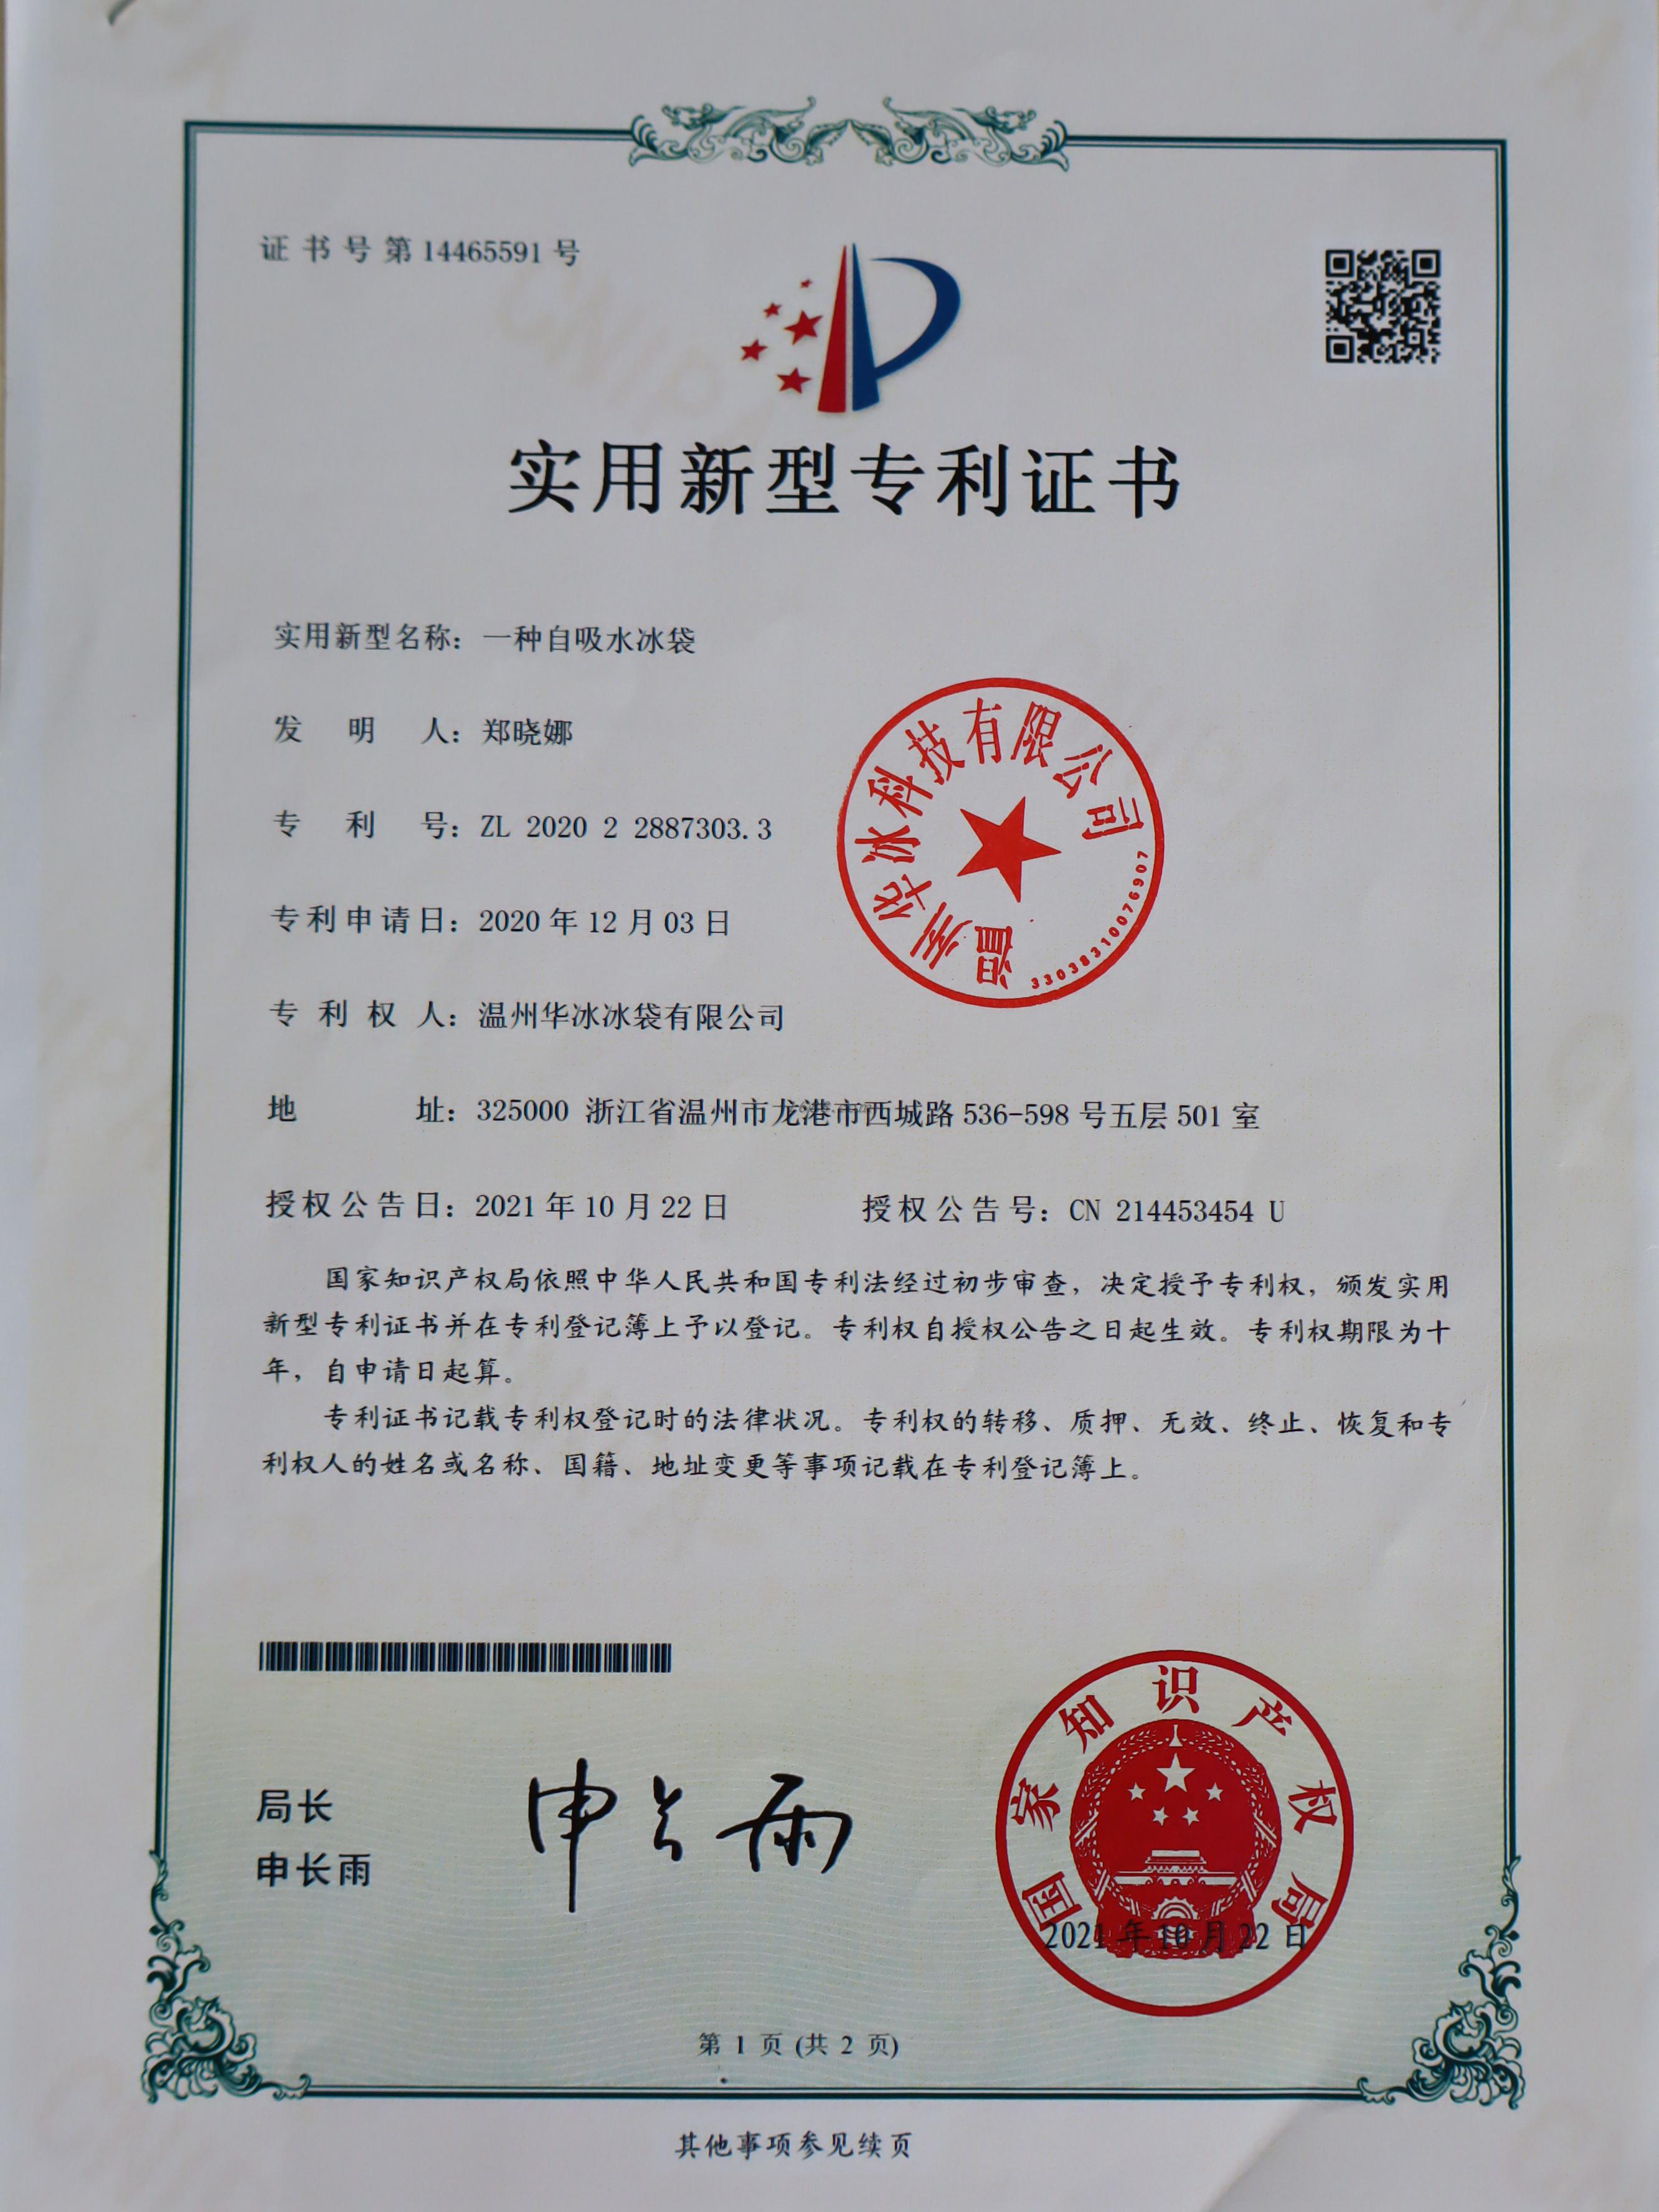 证书号第14465591号
实用新型专利证书
实用新型名称：一种自吸水冰袋
发明人：郑晓娜
专利号：ZL 2020 2 2887303.3
专利申请日：2020年12月03日
专利权人：温州华冰冰袋有限公司
地址：325000 浙江省温州市龙港市西城路536-598号五层501室
授权公告日：2021年10月22日 授权公告号：CN 214453454 U
温州华冰科技有限公司
3303831007690７
国家知识产权局依照中华人民共和国专利法经过初步审查，决定授予专利权，颁发实用
新型专利证书并在专利登记簿上予以登记。专利权自授权公告之日起生效。专利权期限为十
年，自申请日起算。
专利证书记载专利权登记时的法律状况。专利权的转移、质押、无效、终止、恢复和专
利权人的姓名或名称、国籍、地址变更等事项记载在专利登记簿上。
局长
申长雨
申长雨
国家知识产权局
2021年10月22日
第 1 页 (共 2 页)
其他事项参见续页